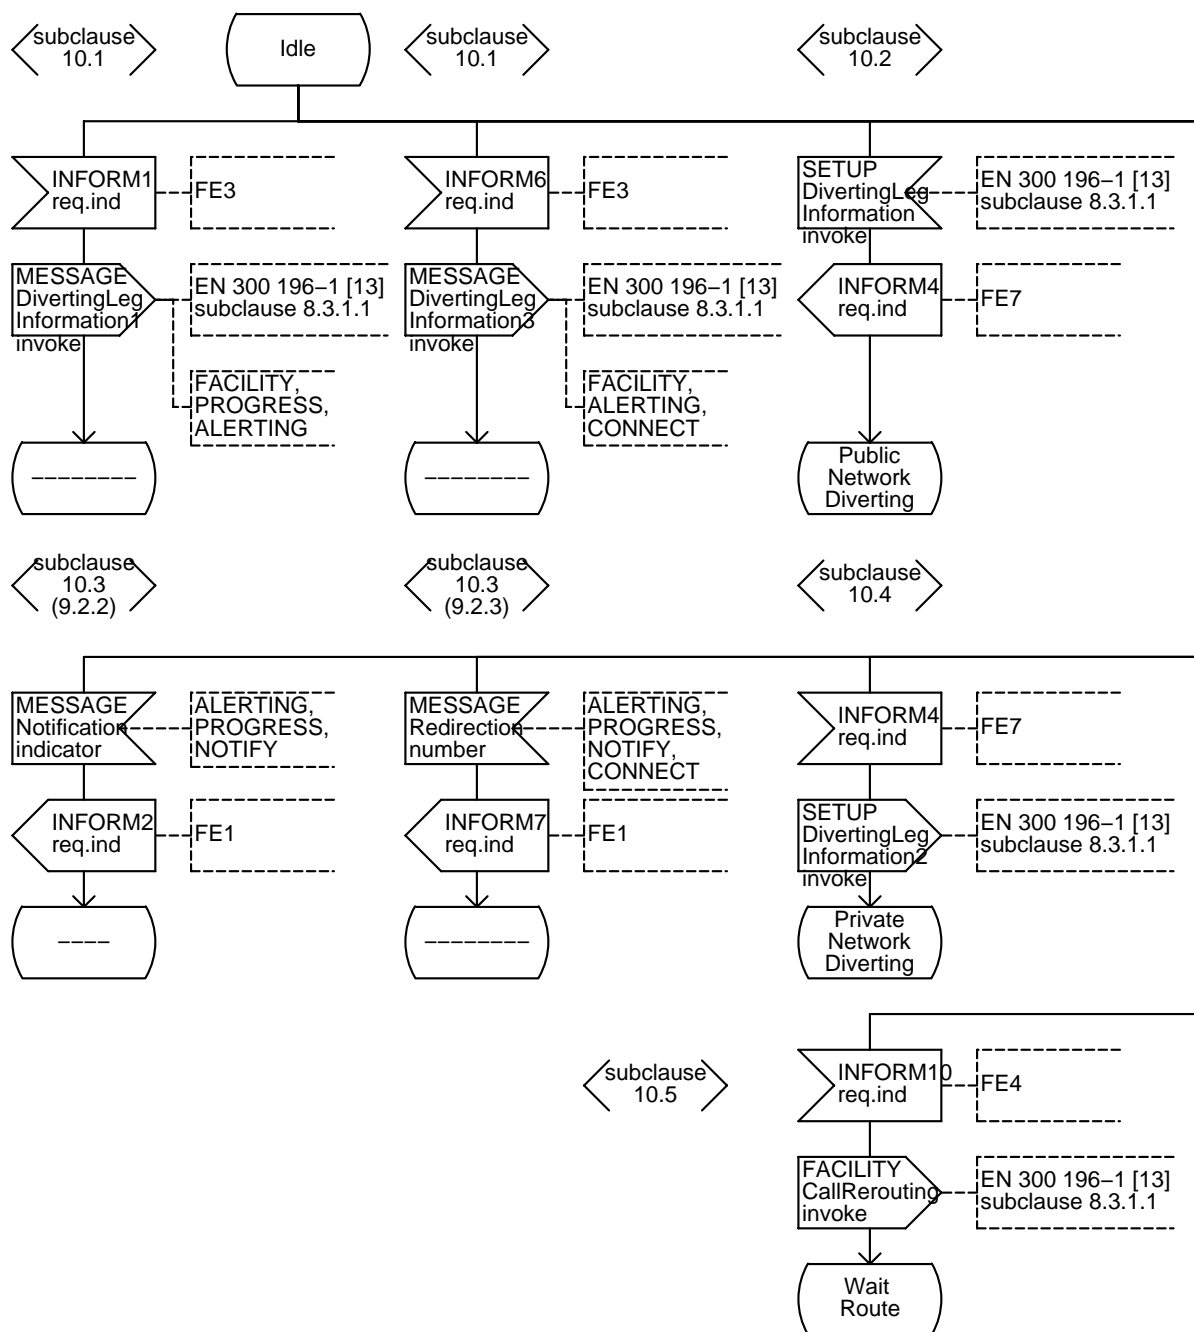 subclause
10.1
Idle
subclause
10.1
subclause
10.2
INFORM1
req.ind
FE3
INFORM6
req.ind
FE3
SETUP
DivertingLeg
Information
invoke
EN 300 196–1 [13]
subclause 8.3.1.1
MESSAGE
DivertingLeg
Information1
invoke
EN 300 196–1 [13]
subclause 8.3.1.1
FACILITY,
PROGRESS,
ALERTING
MESSAGE
DivertingLeg
Information3
invoke
EN 300 196–1 [13]
subclause 8.3.1.1
FACILITY,
ALERTING,
CONNECT
INFORM4
req.ind
FE7
––––––––
––––––––
Public
Network
Diverting
subclause
10.3
(9.2.2)
subclause
10.3
(9.2.3)
subclause
10.4
MESSAGE
Notification
indicator
ALERTING,
PROGRESS,
NOTIFY
MESSAGE
Redirection
number
ALERTING,
PROGRESS,
NOTIFY,
CONNECT
INFORM4
req.ind
FE7
INFORM2
req.ind
FE1
INFORM7
req.ind
FE1
SETUP
DivertingLeg
Information2
invoke
EN 300 196–1 [13]
subclause 8.3.1.1
––––
––––––––
Private
Network
Diverting
subclause
10.5
INFORM10
req.ind
FE4
FACILITY
CallRerouting
invoke
EN 300 196–1 [13]
subclause 8.3.1.1
Wait
Route